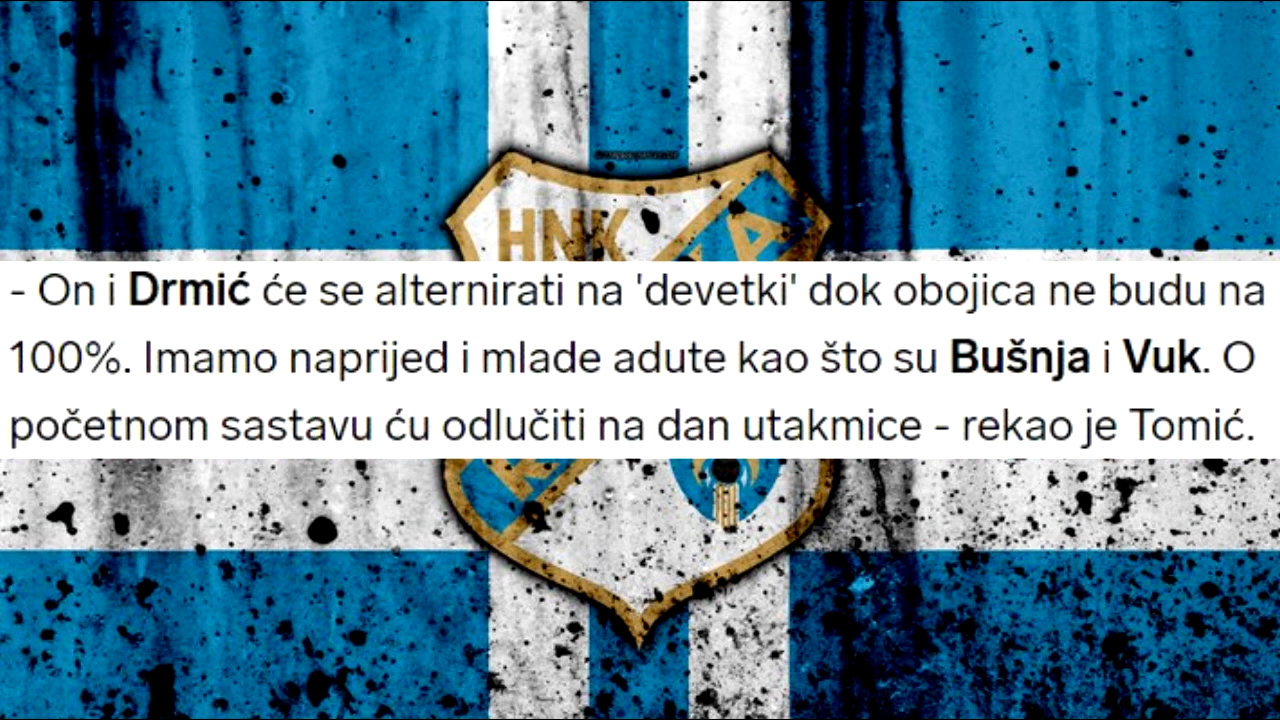 HNK
- On i Drmić će se alternirati na 'devetki' dok obojica ne budu na
100%. Imamo naprijed i mlade adute kao što su Bušnja i Vuk. O
početnom sastavu ću odlučiti na dan utakmice - rekao je Tomić.